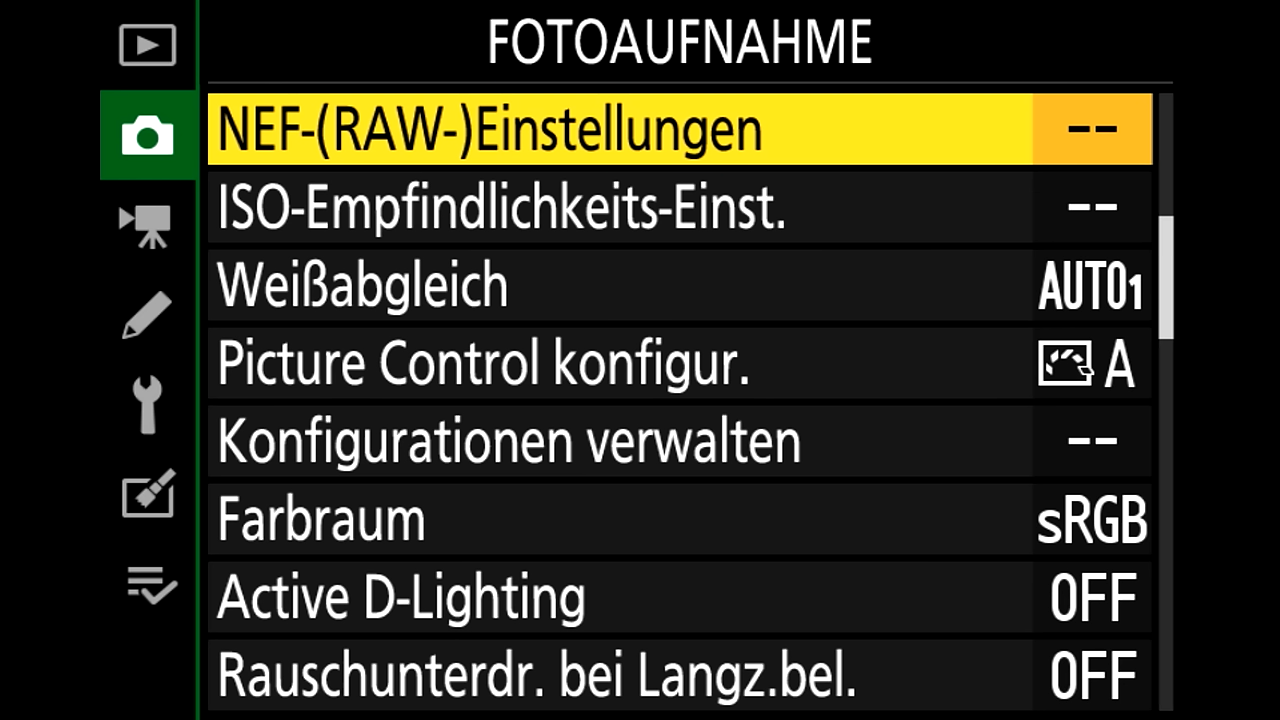 FOTOAUFNAHME
NEF-(RAW-)Einstellungen --
ISO-Empfindlichkeits-Einst. --
Weißabgleich AUTO1
Picture Control konfigur. A
Konfigurationen verwalten --
Farbraum sRGB
Active D-Lighting OFF
Rauschunterdr. bei Langz.bel. OFF